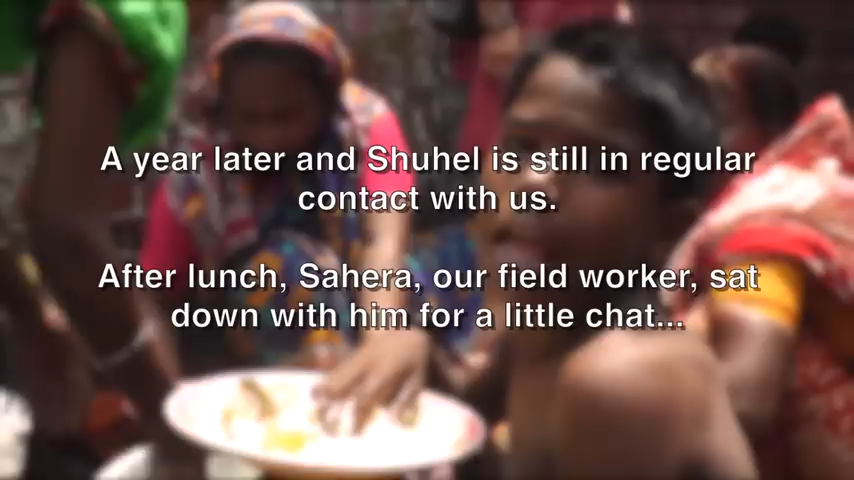 A year later and Shuhel is still in regular
contact with us.
After lunch, Sahera, our field worker, sat
down with him for a little chat...